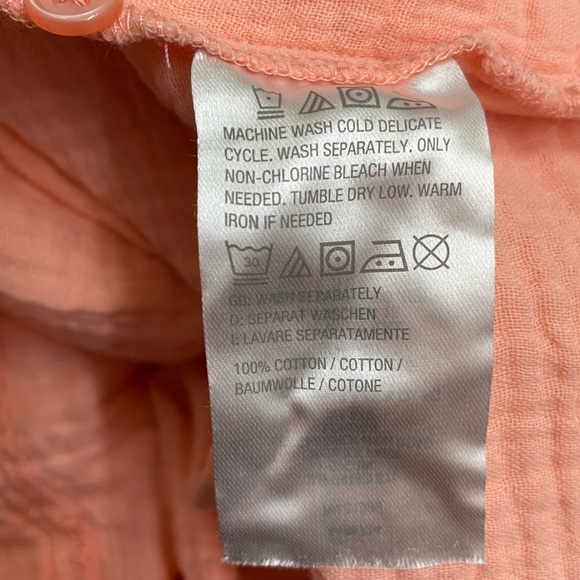 MACHINE WASH COLD DELICATE
CYCLE. WASH SEPARATELY. ONLY
NON-CHLORINE BLEACH WHEN
NEEDED. TUMBLE DRY LOW. WARM
IRON IF NEEDED
30
GB: WASH SEPARATELY
D: SEPARAT WASCHEN
I: LAVARE SEPARATAMENTE
100% COTTON / COTTON /
BAUMWOLLE / COTONE